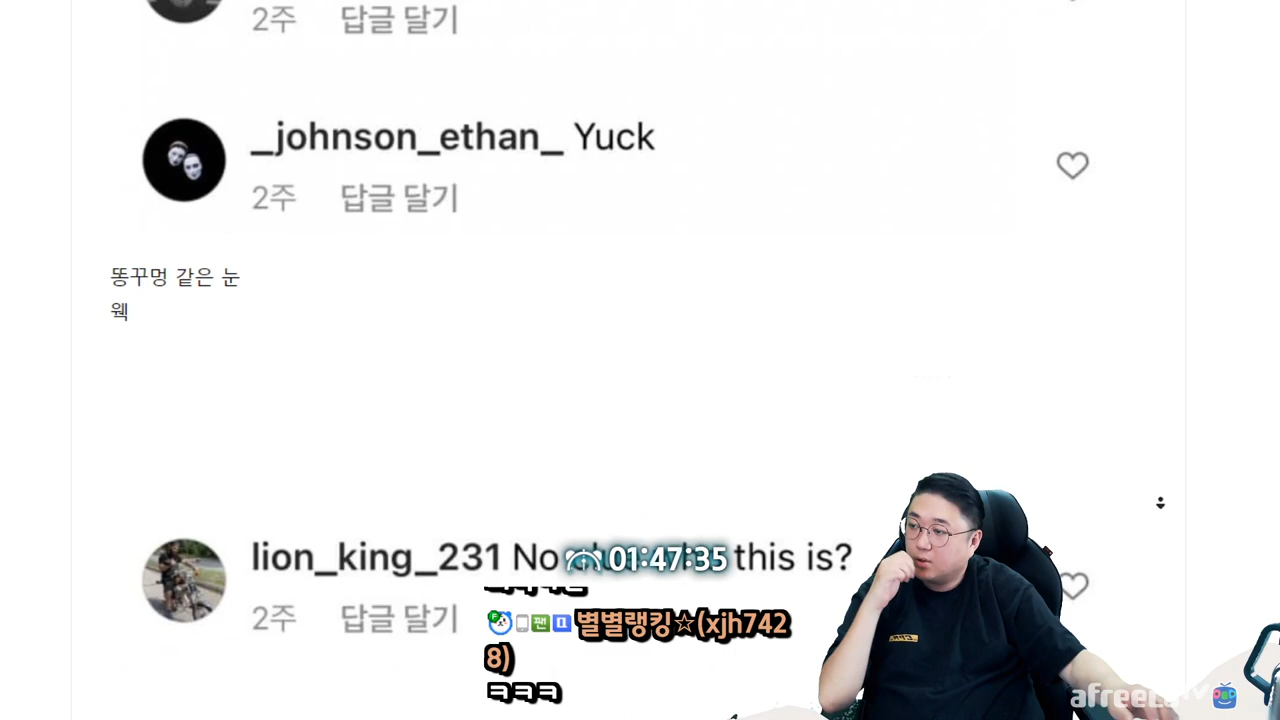 2주 답글 달기
_johnson_ethan_ Yuck
2주 답글 달기
똥꾸멍 같은 눈
웩
lion_king_231 No
01:47:35
this is?
2주 답글 달기
별별랭킹☆(xjh742
8)
ㅋㅋㅋ